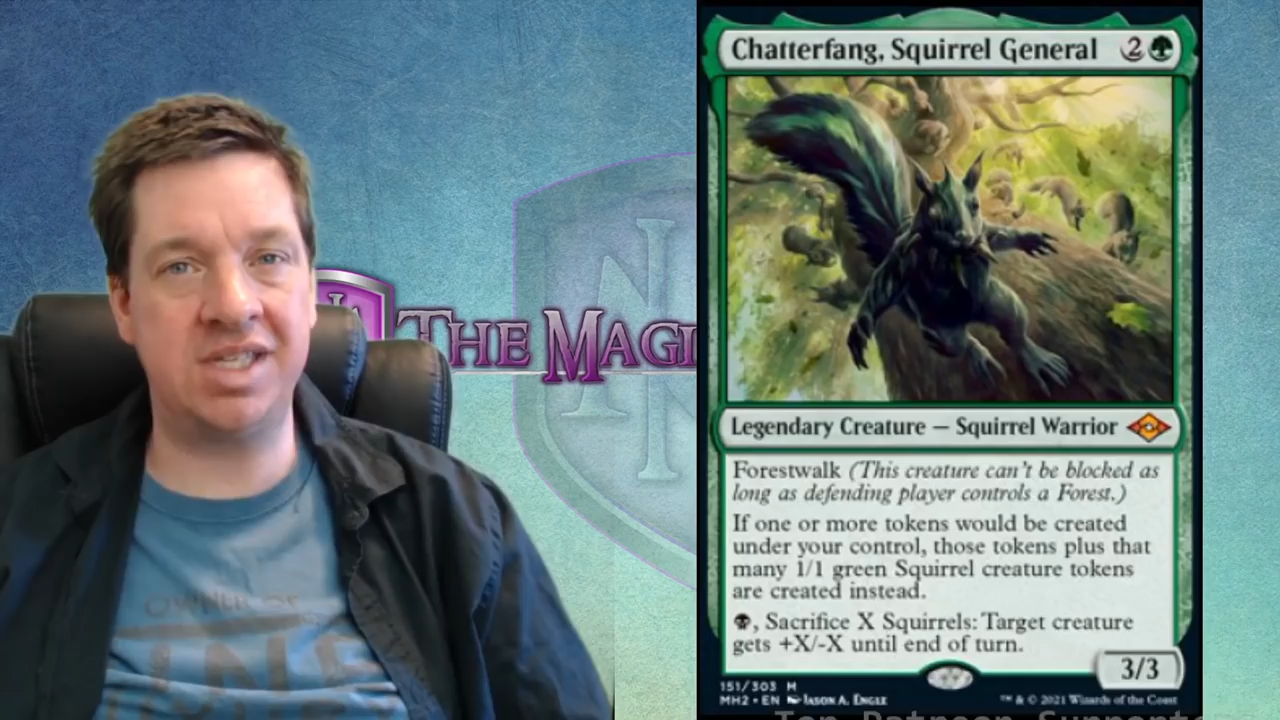 Chatterfang, Squirrel General 2
THE MAGI
Legendary Creature — Squirrel Warrior
Forestwalk (This creature can't be blocked as
long as defending player controls a Forest.)
If one or more tokens would be created
under your control, those tokens plus that
many 1/1 green Squirrel creature tokens
are created instead.
, Sacrifice X Squirrels: Target creature
gets +X/-X until end of turn.
3/3
151/303 M
MH2 • EN JASON A. ENGLE
™ & © 2021 Wizards of the Coast
OWNER OF